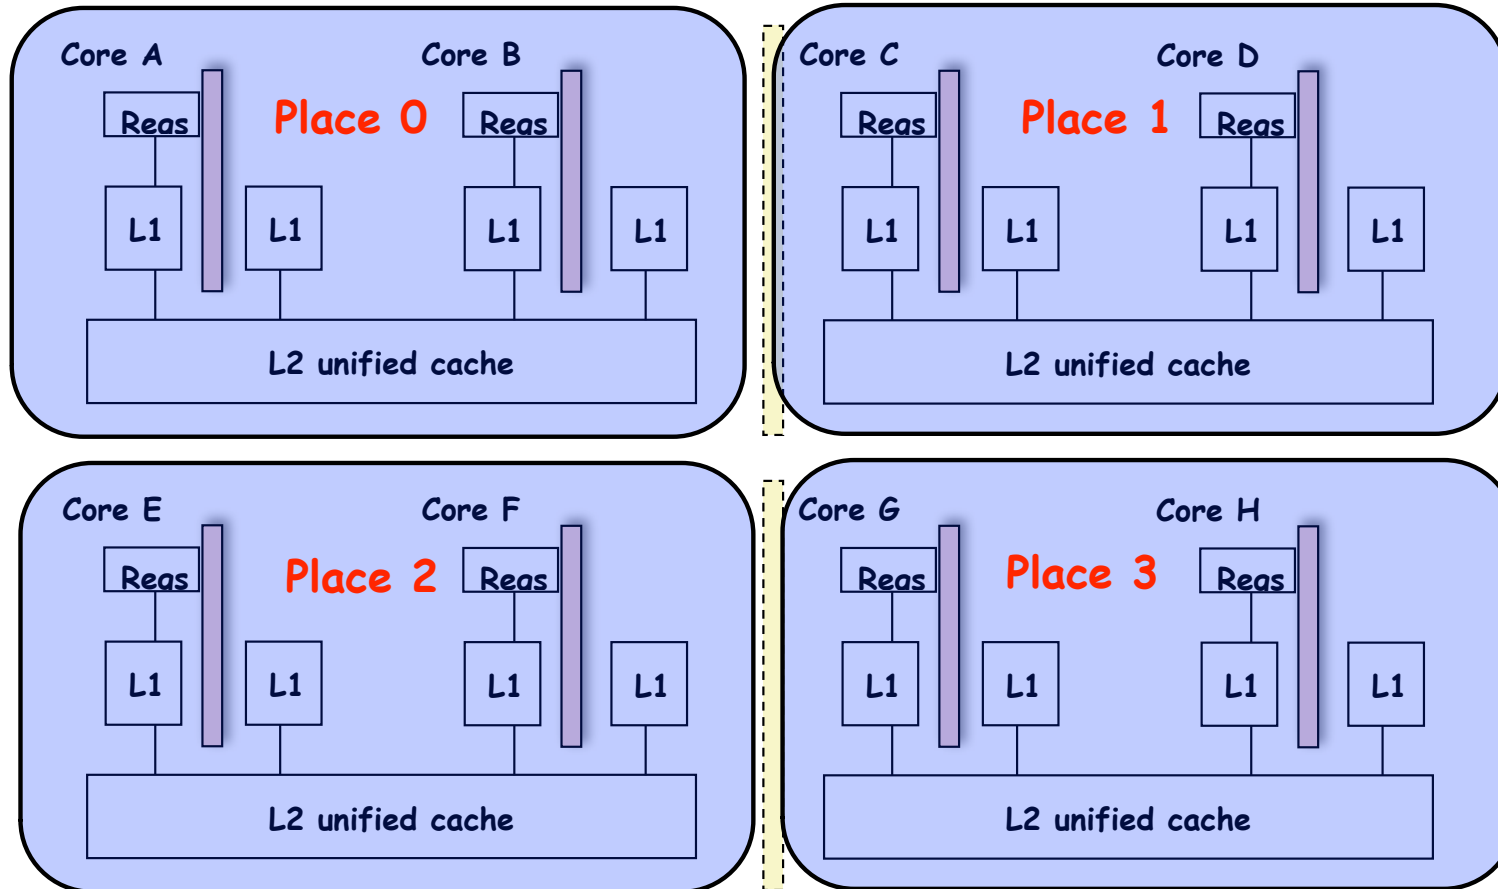 Core A Core B
Place 0
Regs Regs
L1 L1 L1 L1
L2 unified cache
Core C Core D
Place 1
Regs Regs
L1 L1 L1 L1
L2 unified cache
Core E Core F
Place 2
Regs Regs
L1 L1 L1 L1
L2 unified cache
Core G Core H
Place 3
Regs Regs
L1 L1 L1 L1
L2 unified cache